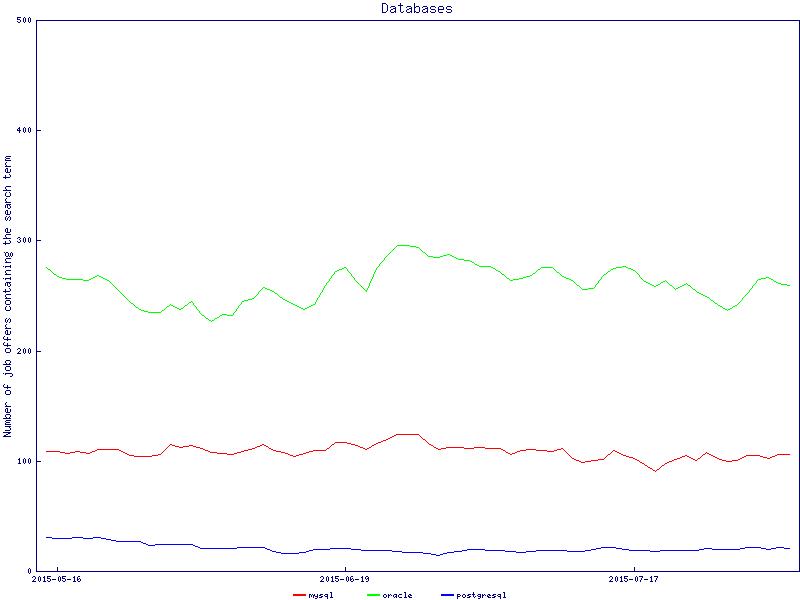 Databases
Number of job offers containing the search term
500
400
300
200
100
0
2015-05-16 2015-06-19 2015-07-17
mysql oracle postgresql